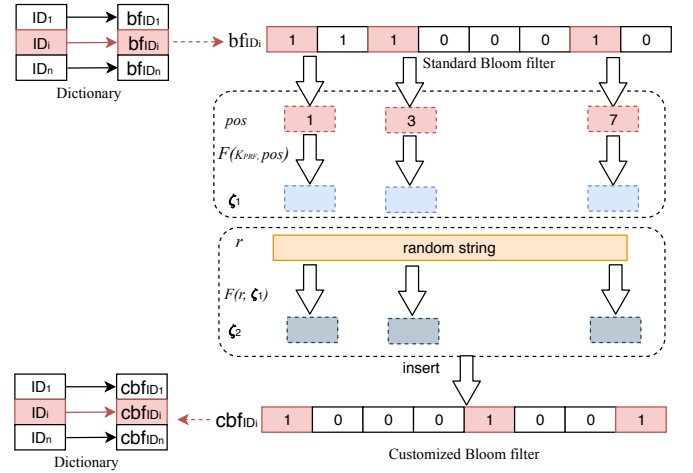 ID1 bfID1
IDi bfIDi bfIDi 1 1 1 0 0 0 1 0
IDn bfIDn Standard Bloom filter
Dictionary
pos 1 3 7
F(KPRF, pos)
ζ1
r random string
F(r, ζ1)
ζ2
insert
ID1 cbfID1
IDi cbfIDi cbfIDi 1 0 0 0 1 0 0 1
IDn cbfIDn
Dictionary Customized Bloom filter